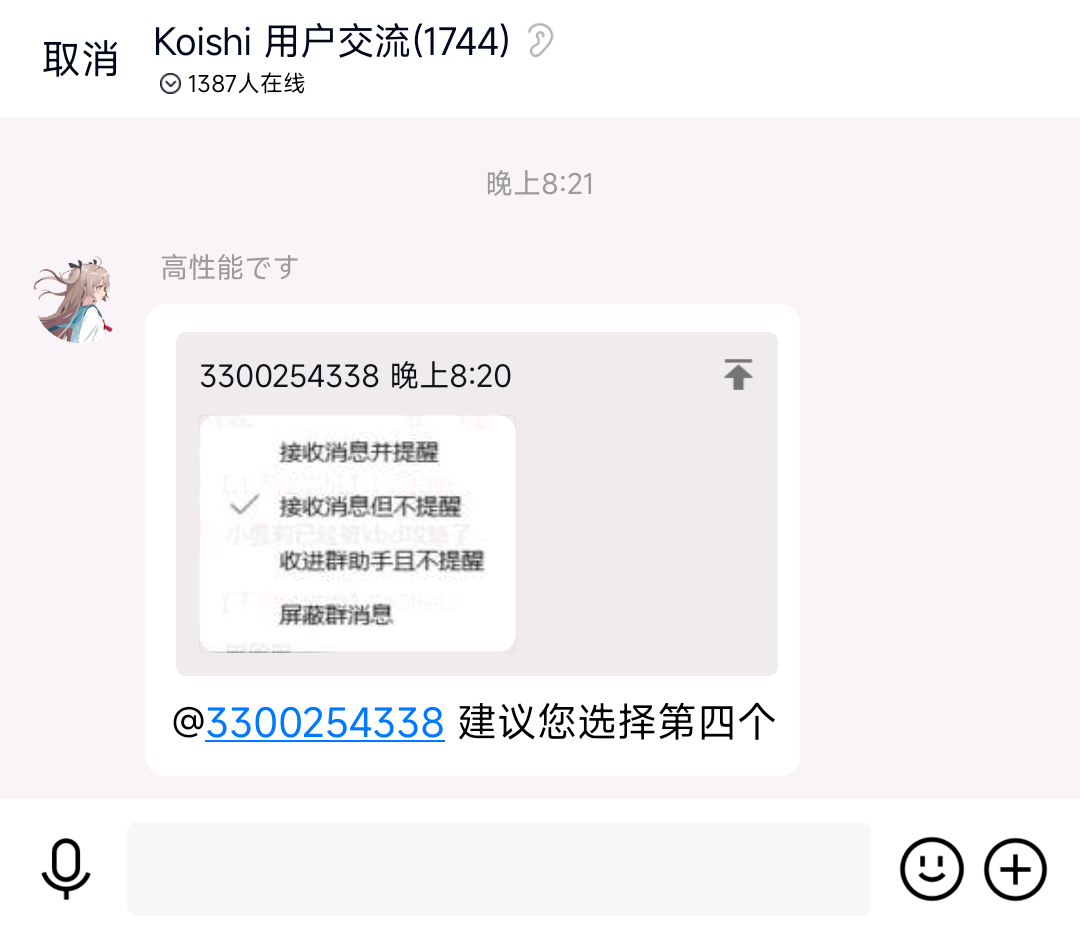 取消
Koishi 用户交流(1744)
1387人在线
晚上8:21
高性能です
3300254338 晚上8:20
接收消息并提醒
接收消息但不提醒
收进群助手且不提醒
屏蔽群消息
@3300254338 建议您选择第四个